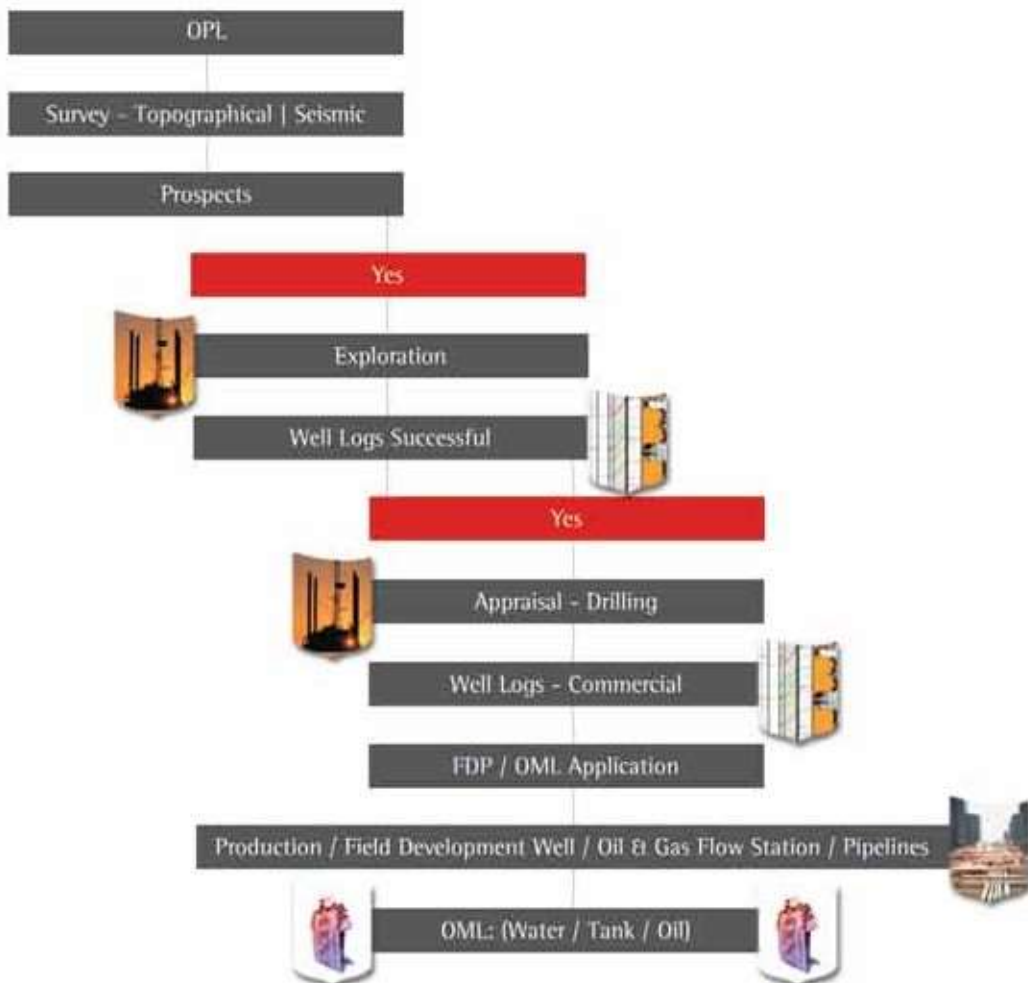 OPL
Survey - Topographical | Seismic
Prospects
Yes
Exploration
Well Logs Successful
Yes
Appraisal - Drilling
Well Logs - Commercial
FDP / OML Application
Production / Field Development Well / Oil & Gas Flow Station / Pipelines
OML: (Water / Tank / Oil)